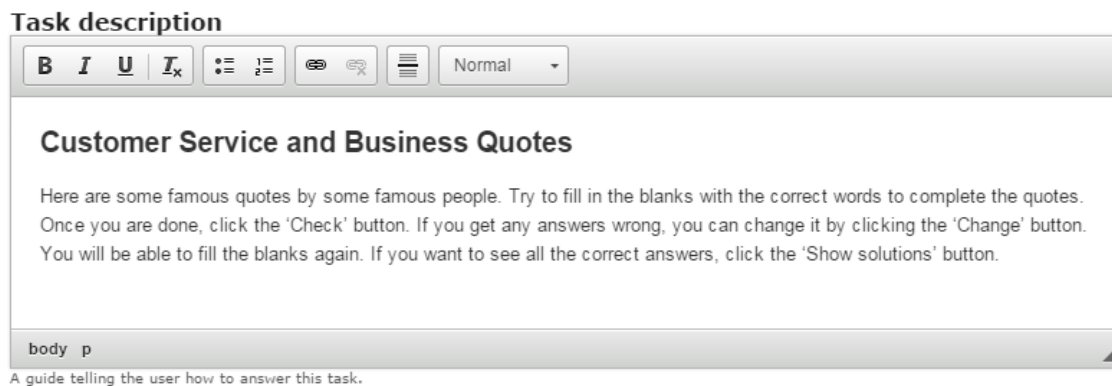 Task description
B I U Tx Normal
Customer Service and Business Quotes
Here are some famous quotes by some famous people. Try to fill in the blanks with the correct words to complete the quotes.
Once you are done, click the ‘Check’ button. If you get any answers wrong, you can change it by clicking the ‘Change’ button.
You will be able to fill the blanks again. If you want to see all the correct answers, click the ‘Show solutions’ button.
body p
A guide telling the user how to answer this task.